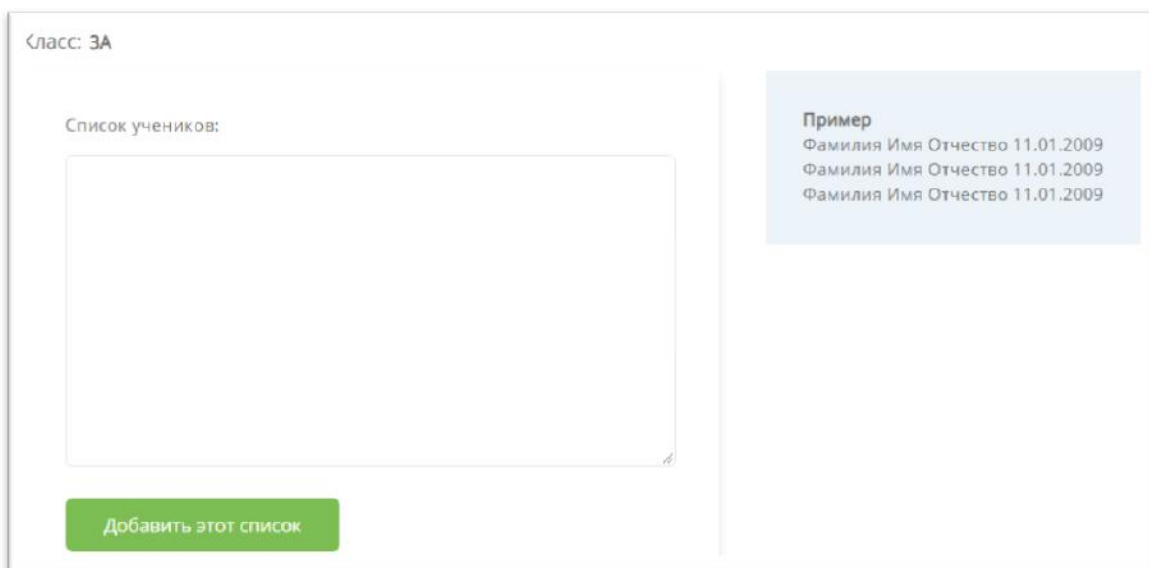 Класс: 3А
Список учеников:
Добавить этот список
Пример
Фамилия Имя Отчество 11.01.2009
Фамилия Имя Отчество 11.01.2009
Фамилия Имя Отчество 11.01.2009